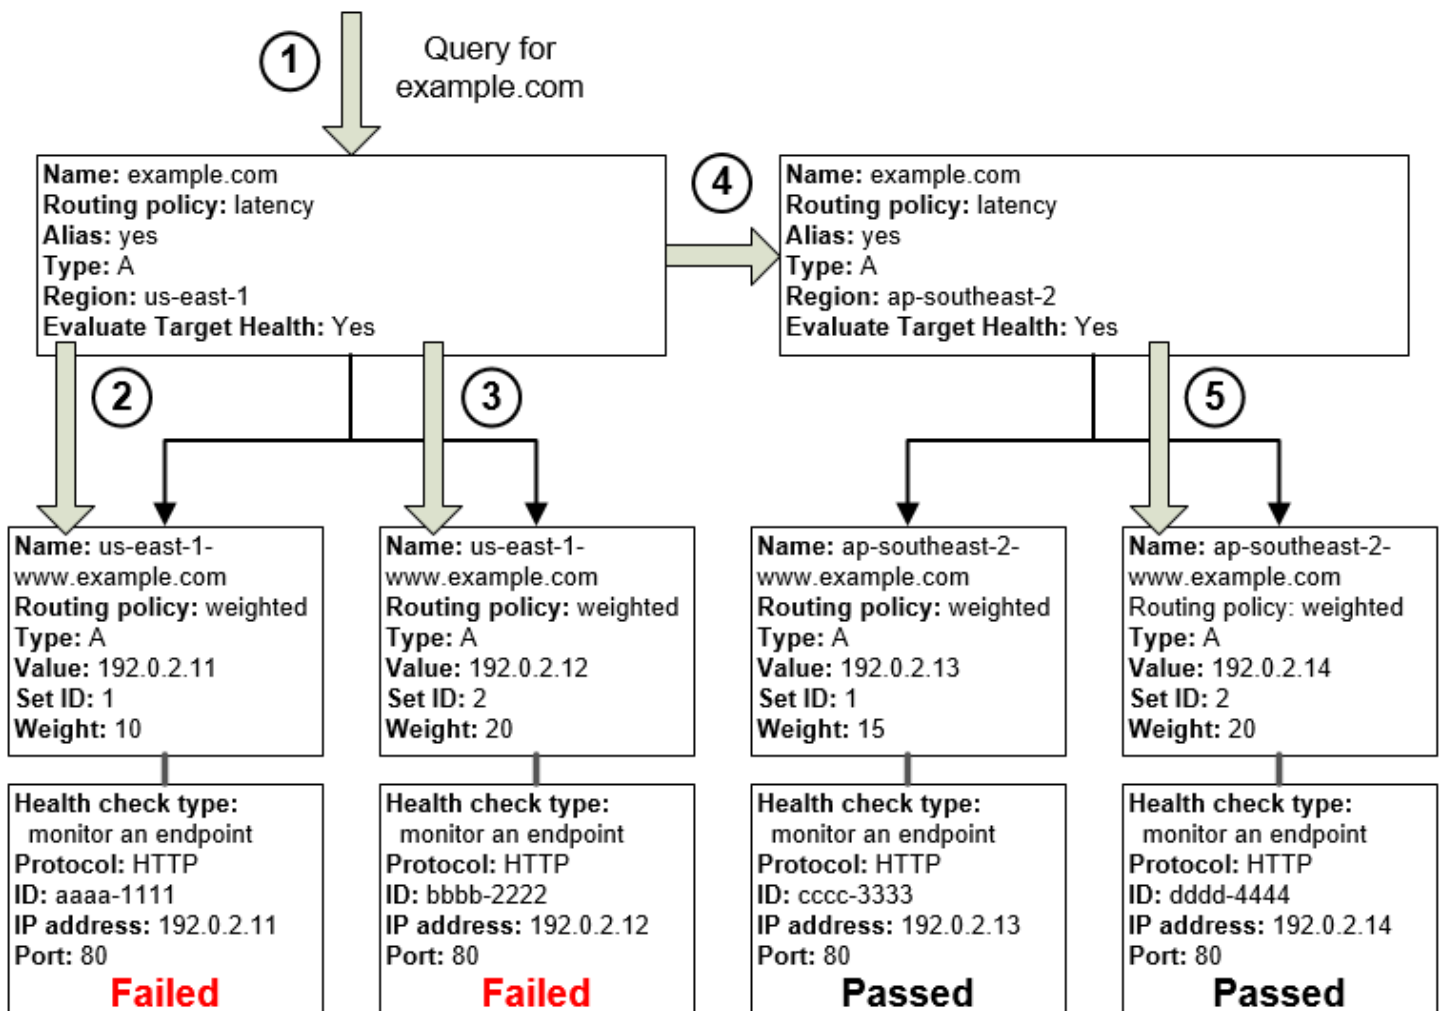 1
Query for
example.com
Name: example.com
Routing policy: latency
Alias: yes
Type: A
Region: us-east-1
Evaluate Target Health: Yes
4
Name: example.com
Routing policy: latency
Alias: yes
Type: A
Region: ap-southeast-2
Evaluate Target Health: Yes
2
3
5
Name: us-east-1-
www.example.com
Routing policy: weighted
Type: A
Value: 192.0.2.11
Set ID: 1
Weight: 10
Name: us-east-1-
www.example.com
Routing policy: weighted
Type: A
Value: 192.0.2.12
Set ID: 2
Weight: 20
Name: ap-southeast-2-
www.example.com
Routing policy: weighted
Type: A
Value: 192.0.2.13
Set ID: 1
Weight: 15
Name: ap-southeast-2-
www.example.com
Routing policy: weighted
Type: A
Value: 192.0.2.14
Set ID: 2
Weight: 20
Health check type:
monitor an endpoint
Protocol: HTTP
ID: aaaa-1111
IP address: 192.0.2.11
Port: 80
Failed
Health check type:
monitor an endpoint
Protocol: HTTP
ID: bbbb-2222
IP address: 192.0.2.12
Port: 80
Failed
Health check type:
monitor an endpoint
Protocol: HTTP
ID: cccc-3333
IP address: 192.0.2.13
Port: 80
Passed
Health check type:
monitor an endpoint
Protocol: HTTP
ID: dddd-4444
IP address: 192.0.2.14
Port: 80
Passed